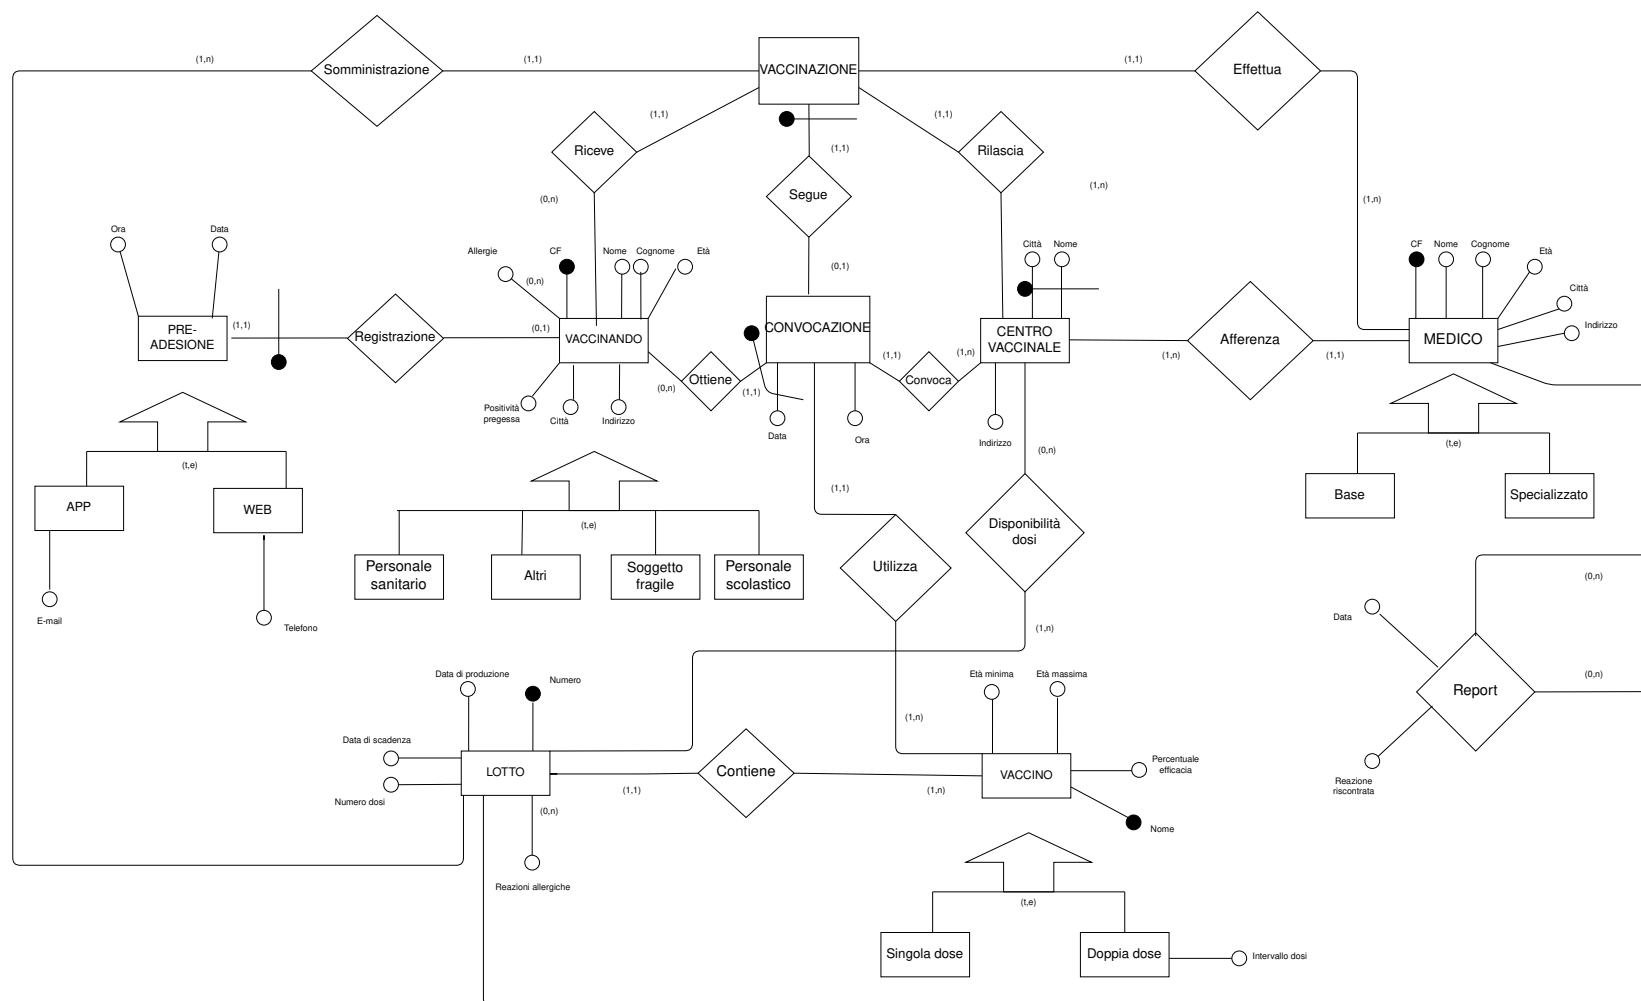 (1,n)
Somministrazione
(1,1)
VACCINAZIONE
(1,1)
Effettua
(1,1)
(1,1)
Riceve
(1,1)
Rilascia
Segue
(1,n)
(0,n)
(1,n)
Ora
Data
Allergie
CF
Nome
Cognome
Età
(0,n)
(0,1)
Città
Nome
CF
Nome
Cognome
Età
Città
Indirizzo
PRE-
ADESIONE
(1,1)
Registrazione
(0,1)
VACCINANDO
CONVOCAZIONE
CENTRO
VACCINALE
(1,n)
Afferenza
(1,1)
MEDICO
(0,n)
Ottiene
(1,1)
(1,1)
Convoca
(1,n)
Positività
pregessa
Città
Indirizzo
Data
Ora
Indirizzo
(0,n)
(t,e)
(t,e)
(t,e)
(1,1)
APP
WEB
Base
Specializzato
Personale
sanitario
Altri
Soggetto
fragile
Personale
scolastico
Utilizza
Disponibilità
dosi
E-mail
Telefono
(1,n)
(0,n)
Data
Data di produzione
Numero
Età minima
Età massima
(0,n)
Report
Data di scadenza
Numero dosi
LOTTO
(1,1)
Contiene
(1,n)
(1,n)
VACCINO
Percentuale
efficacia
Nome
Reazione
riscontrata
(0,n)
Reazioni allergiche
(t,e)
Singola dose
Doppia dose
Intervallo dosi